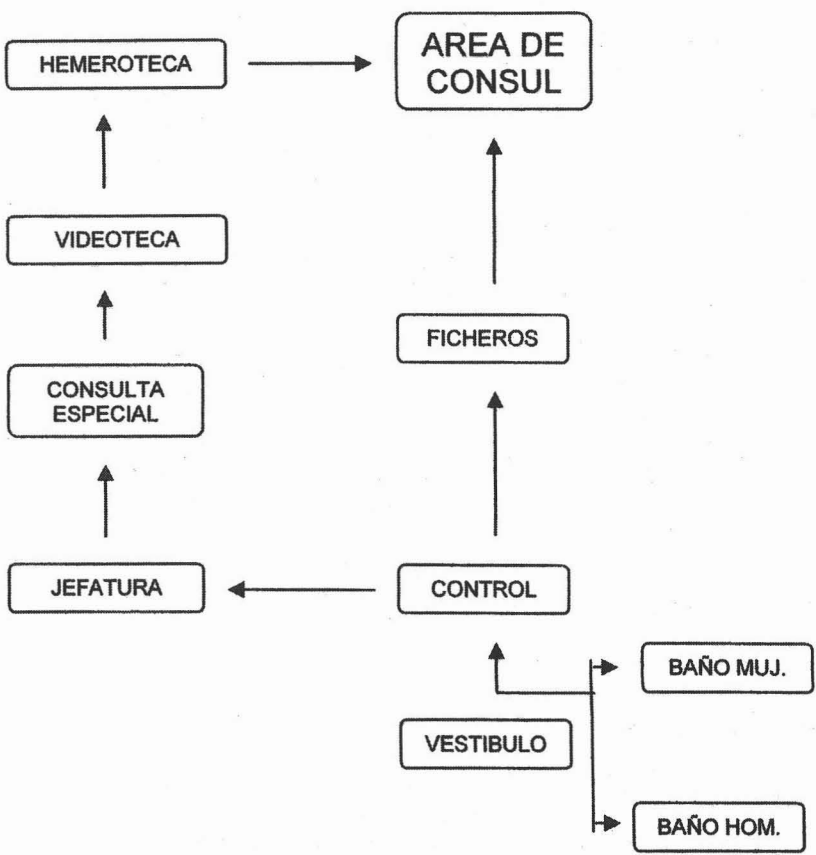 HEMEROTECA
AREA DE
CONSUL
VIDEOTECA
FICHEROS
CONSULTA
ESPECIAL
JEFATURA
CONTROL
BAÑO MUJ.
VESTIBULO
BAÑO HOM.